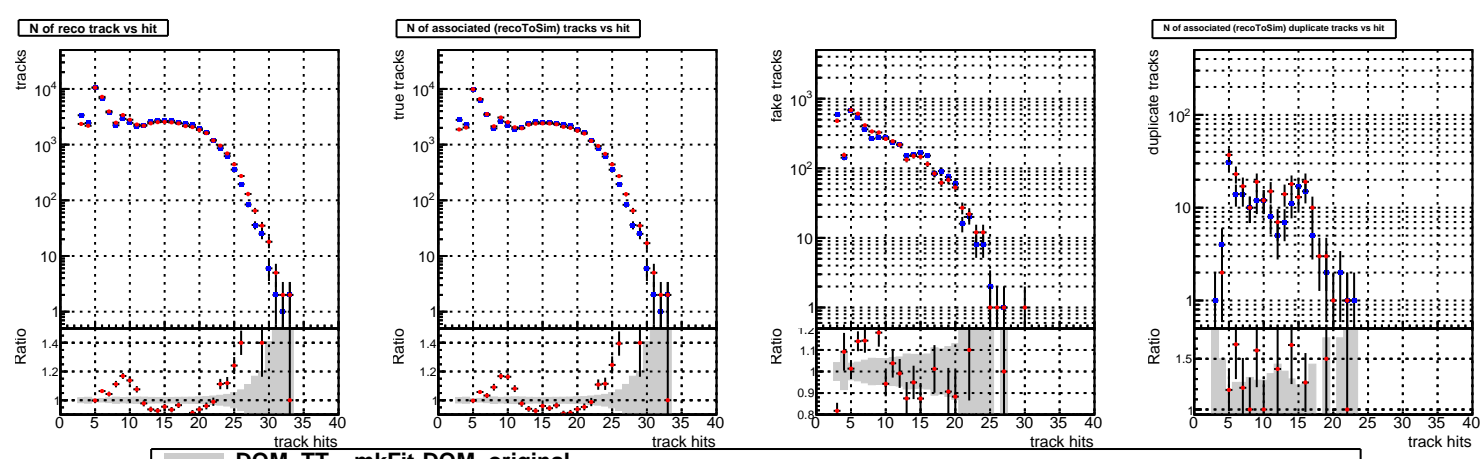 N of reco track vs hit
tracks
10⁴
10³
10²
10
1
Ratio
1.4
1.2
1
0 5 10 15 20 25 30 35 40
track hits
N of associated (recoToSim) tracks vs hit
true tracks
10⁴
10³
10²
10
1
Ratio
1.4
1.2
1
0 5 10 15 20 25 30 35 40
track hits
fake tracks
10³
10²
10
1
Ratio
1.2
1.1
1
0.9
0.8
0 5 10 15 20 25 30 35 40
track hits
N of associated (recoToSim) duplicate tracks vs hit
duplicate tracks
10²
10
1
Ratio
1.5
1
0 5 10 15 20 25 30 35 40
track hits